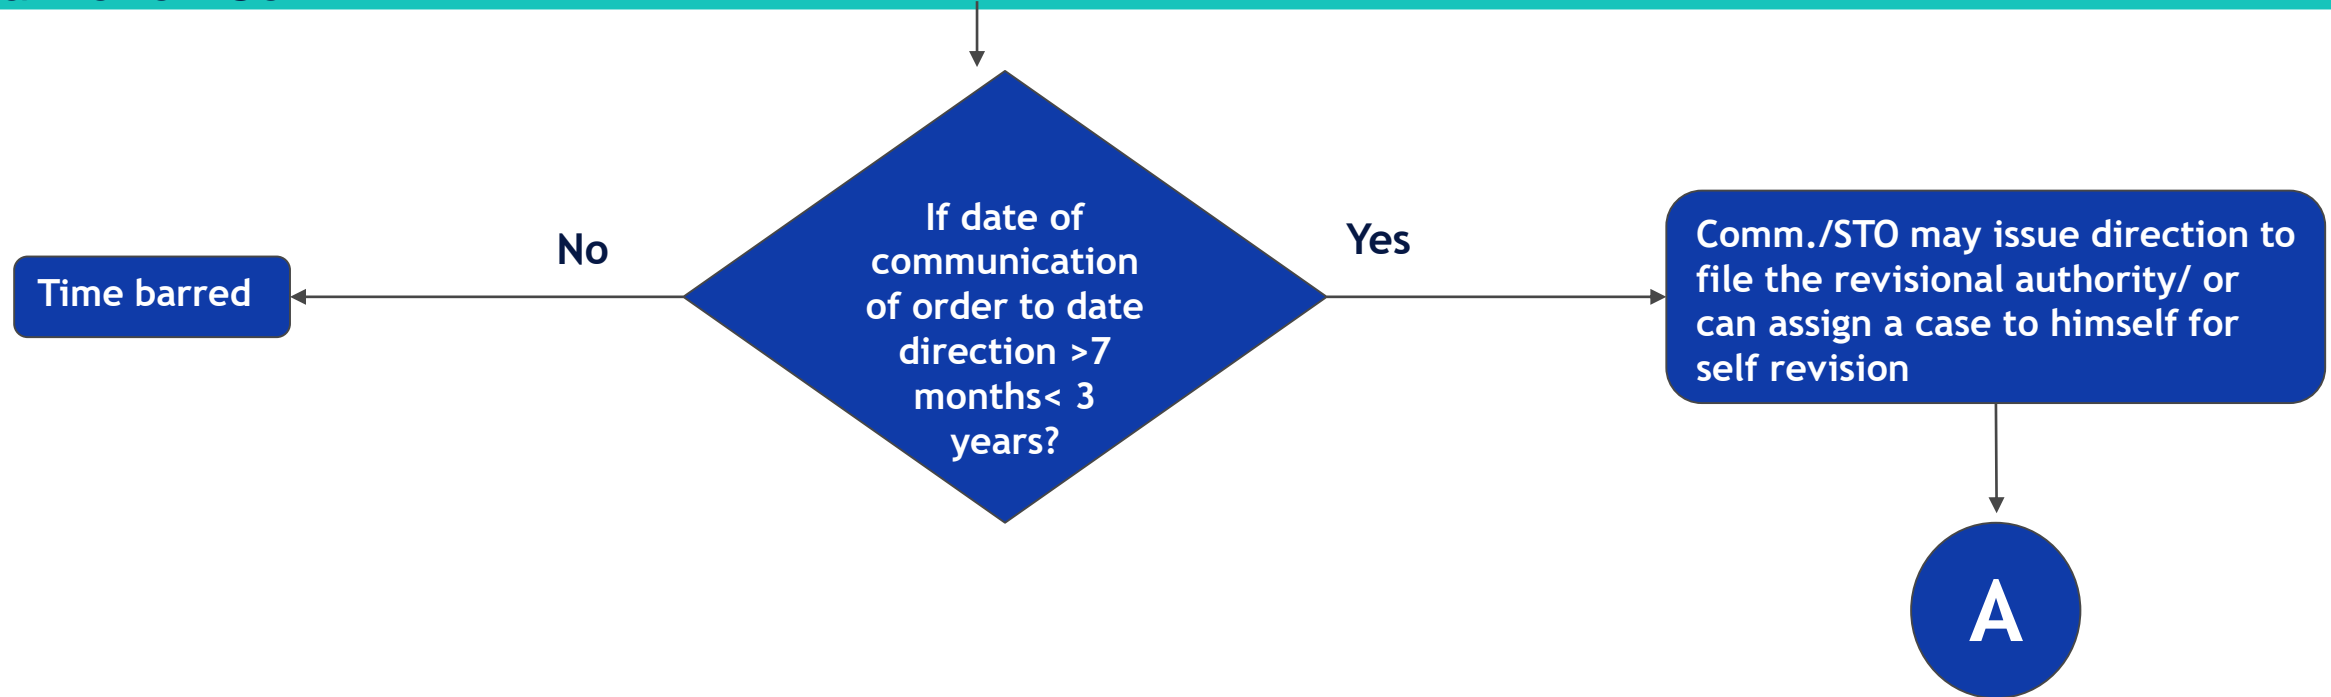 If date of
communication
of order to date
direction >7
months< 3
years?
No
Time barred
Yes
Comm./STO may issue direction to
file the revisional authority/ or
can assign a case to himself for
self revision
A